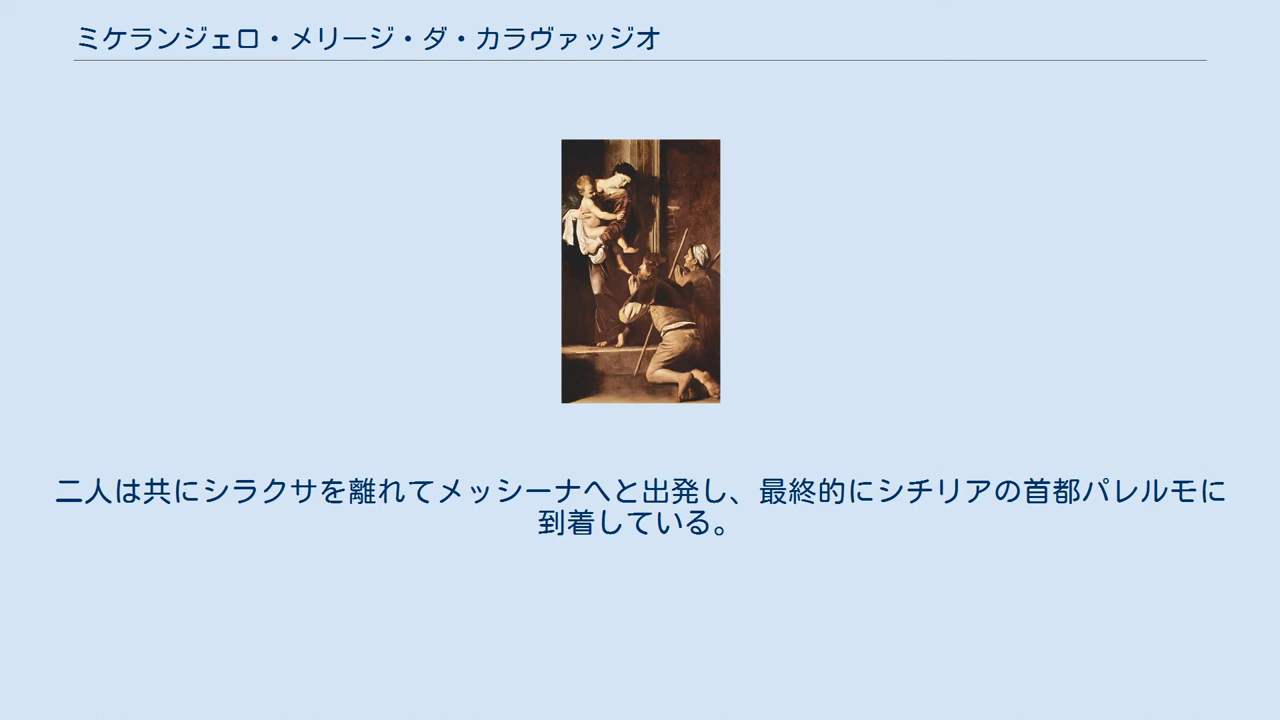 ミケランジェロ・メリージ・ダ・カラヴァッジオ
二人は共にシラクサを離れてメッシーナへと出発し、最終的にシチリアの首都パレルモに
到着している。